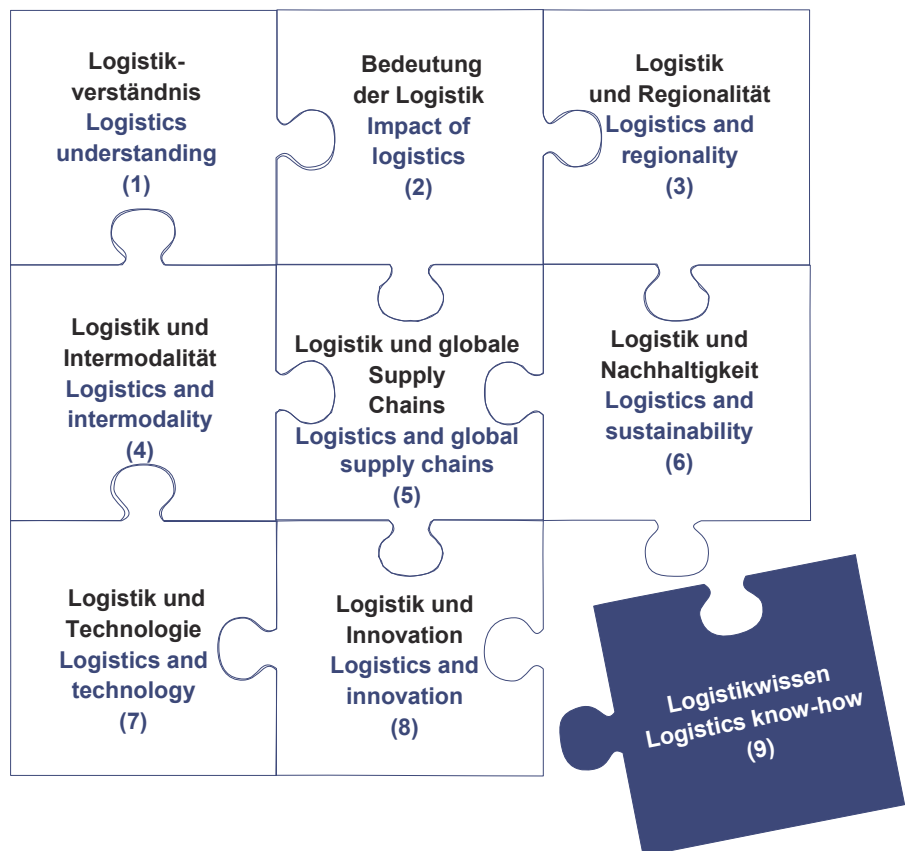 Logistik-
verständnis
Logistics
understanding
(1)
Bedeutung
der Logistik
Impact of
logistics
(2)
Logistik
und Regionalität
Logistics and
regionality
(3)
Logistik und
Intermodalität
Logistics and
intermodality
(4)
Logistik und globale
Supply
Chains
Logistics and global
supply chains
(5)
Logistik und
Nachhaltigkeit
Logistics and
sustainability
(6)
Logistik und
Technologie
Logistics and
technology
(7)
Logistik und
Innovation
Logistics and
innovation
(8)
Logistikwissen
Logistics know-how
(9)